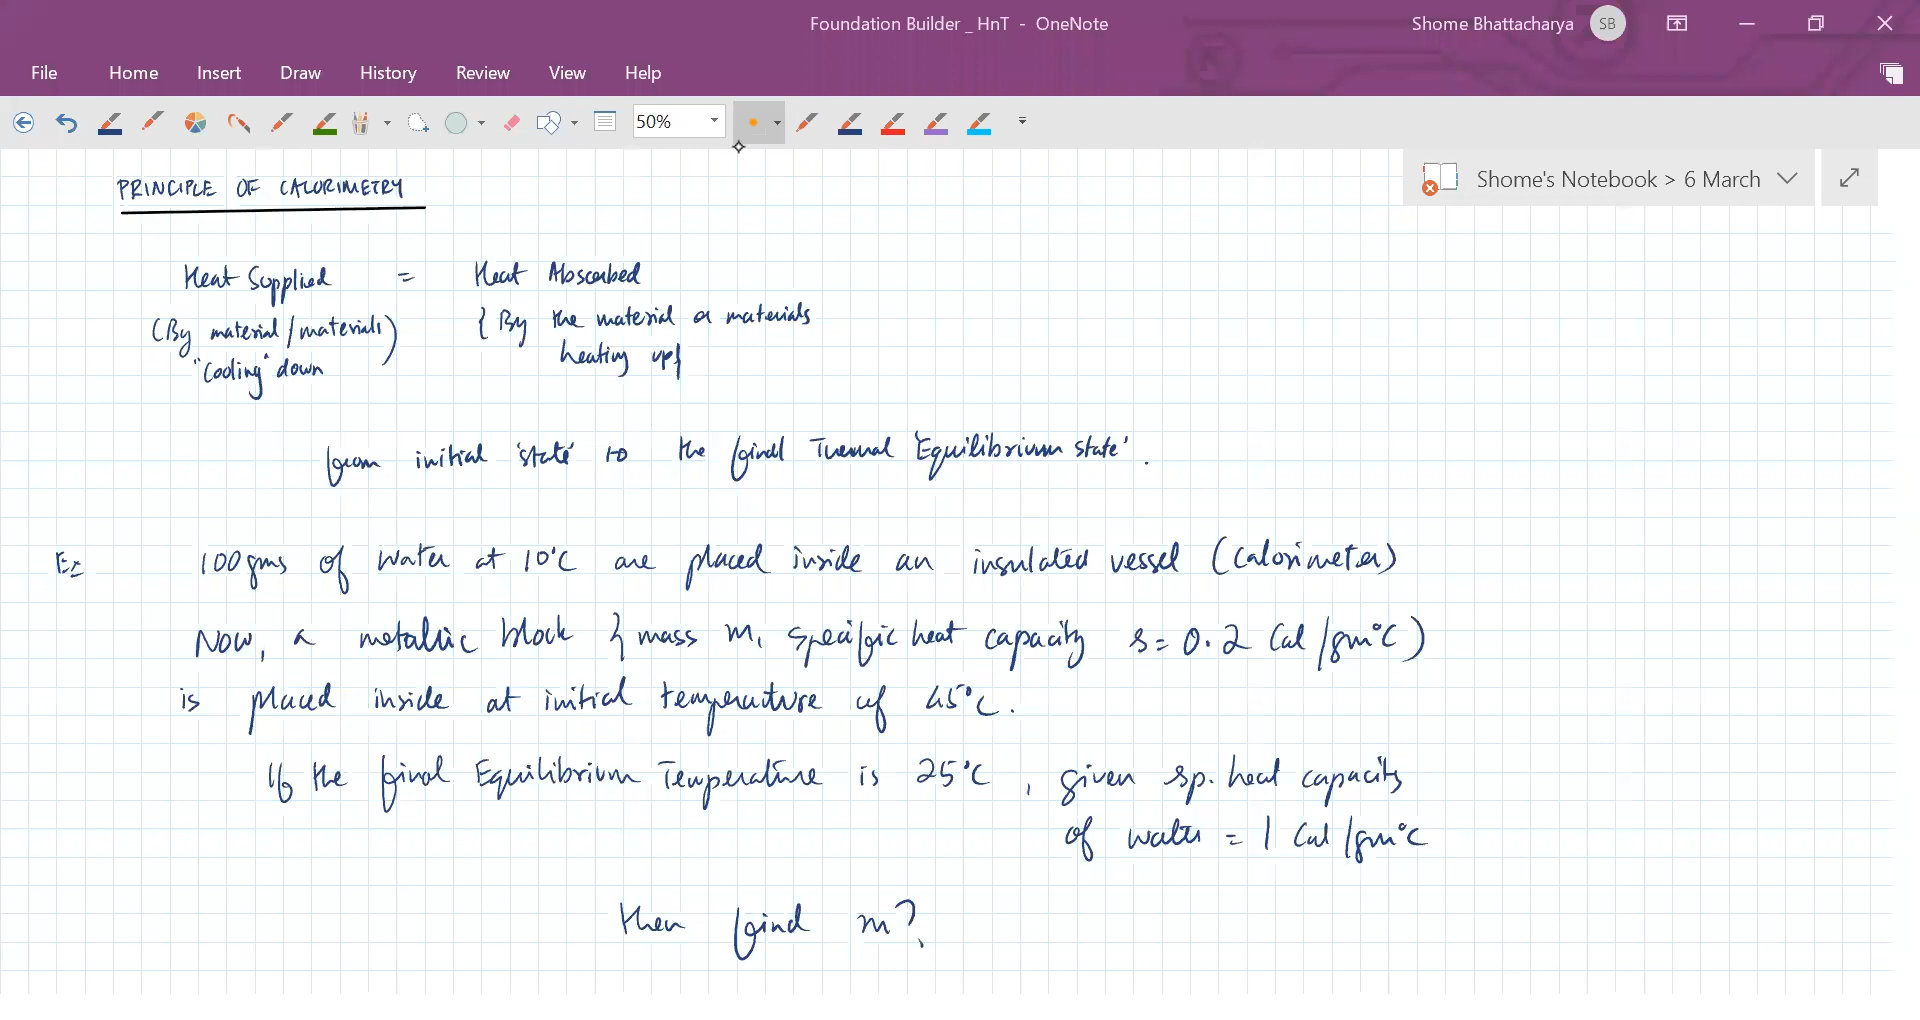 Foundation Builder _ HnT - OneNote
Shome Bhattacharya SB
File Home Insert Draw History Review View Help
50%
Shome's Notebook > 6 March
PRINCIPLE OF CALORIMETRY
Heat Supplied = Heat Absorbed
(By material/materials) {By the material or materials
"Cooling" down heating up}
from initial 'state' to the final Thermal 'Equilibrium state'.
Ex 100gms of water at 10°C are placed inside an insulated vessel (Calorimeter)
Now, a metallic block { mass m, specific heat capacity s = 0.2 Cal/gm°C)
is placed inside at initial temperature of 45°C.
If the final Equilibrium Temperature is 25°C, given sp. heat capacity
of water = 1 Cal/gm°C
then find m?